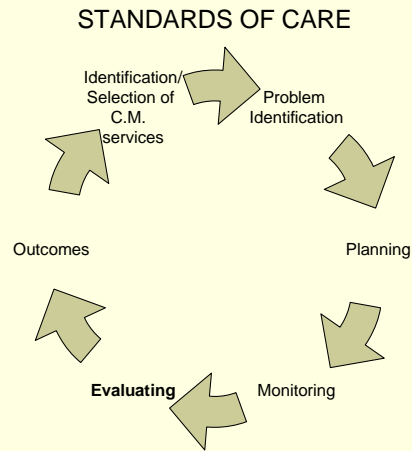 STANDARDS OF CARE
Identification/
Selection of
C.M.
services
Problem
Identification
Planning
Monitoring
Evaluating
Outcomes